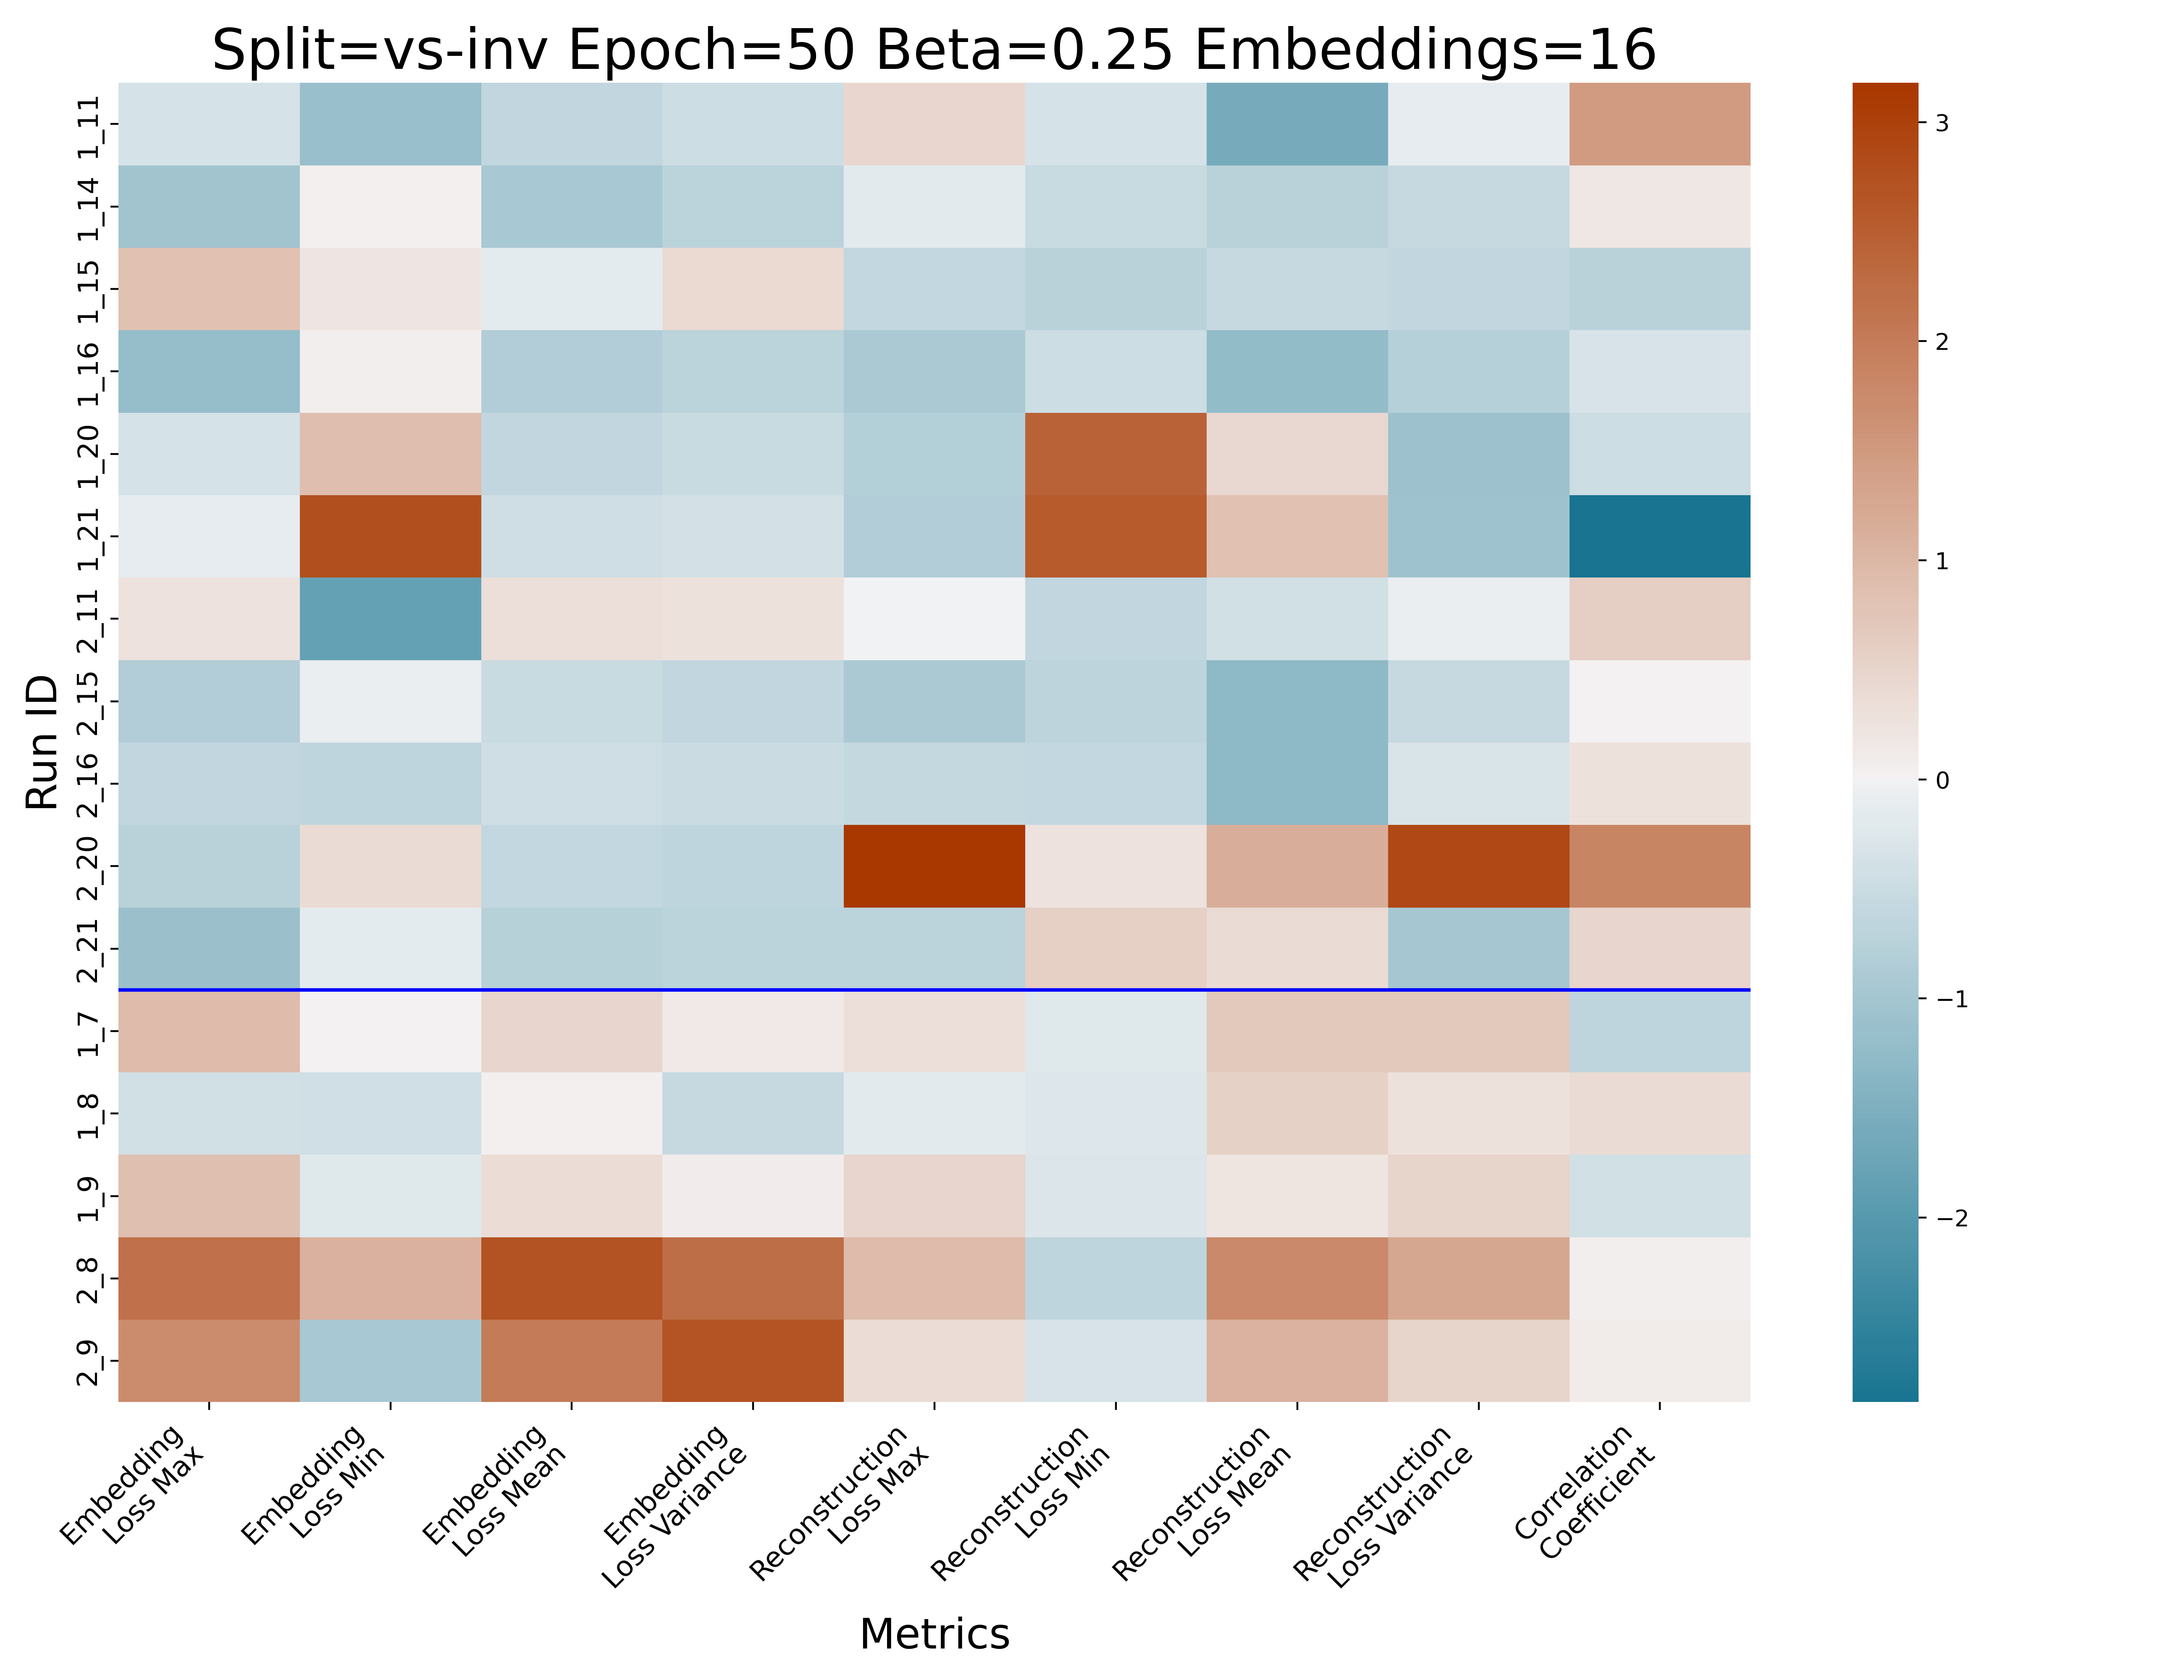 Split=vs-inv Epoch=50 Beta=0.25 Embeddings=16
Run ID
1_11
1_14
1_15
1_16
1_20
1_21
2_11
2_15
2_16
2_20
2_21
1_7
1_8
1_9
2_8
2_9
3
2
1
0
−1
−2
Embedding
Loss Max
Embedding
Loss Min
Embedding
Loss Mean
Embedding
Loss Variance
Reconstruction
Loss Max
Reconstruction
Loss Min
Reconstruction
Loss Mean
Reconstruction
Loss Variance
Correlation
Coefficient
Metrics